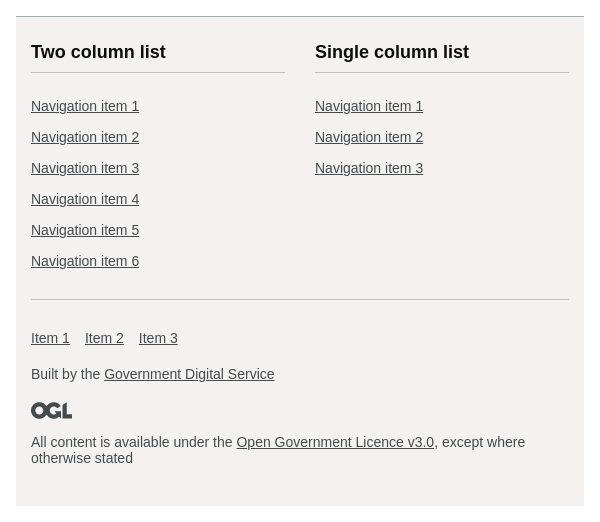 Two column list
Navigation item 1
Navigation item 2
Navigation item 3
Navigation item 4
Navigation item 5
Navigation item 6
Single column list
Navigation item 1
Navigation item 2
Navigation item 3
Item 1 Item 2 Item 3
Built by the Government Digital Service
OGL
All content is available under the Open Government Licence v3.0, except where
otherwise stated